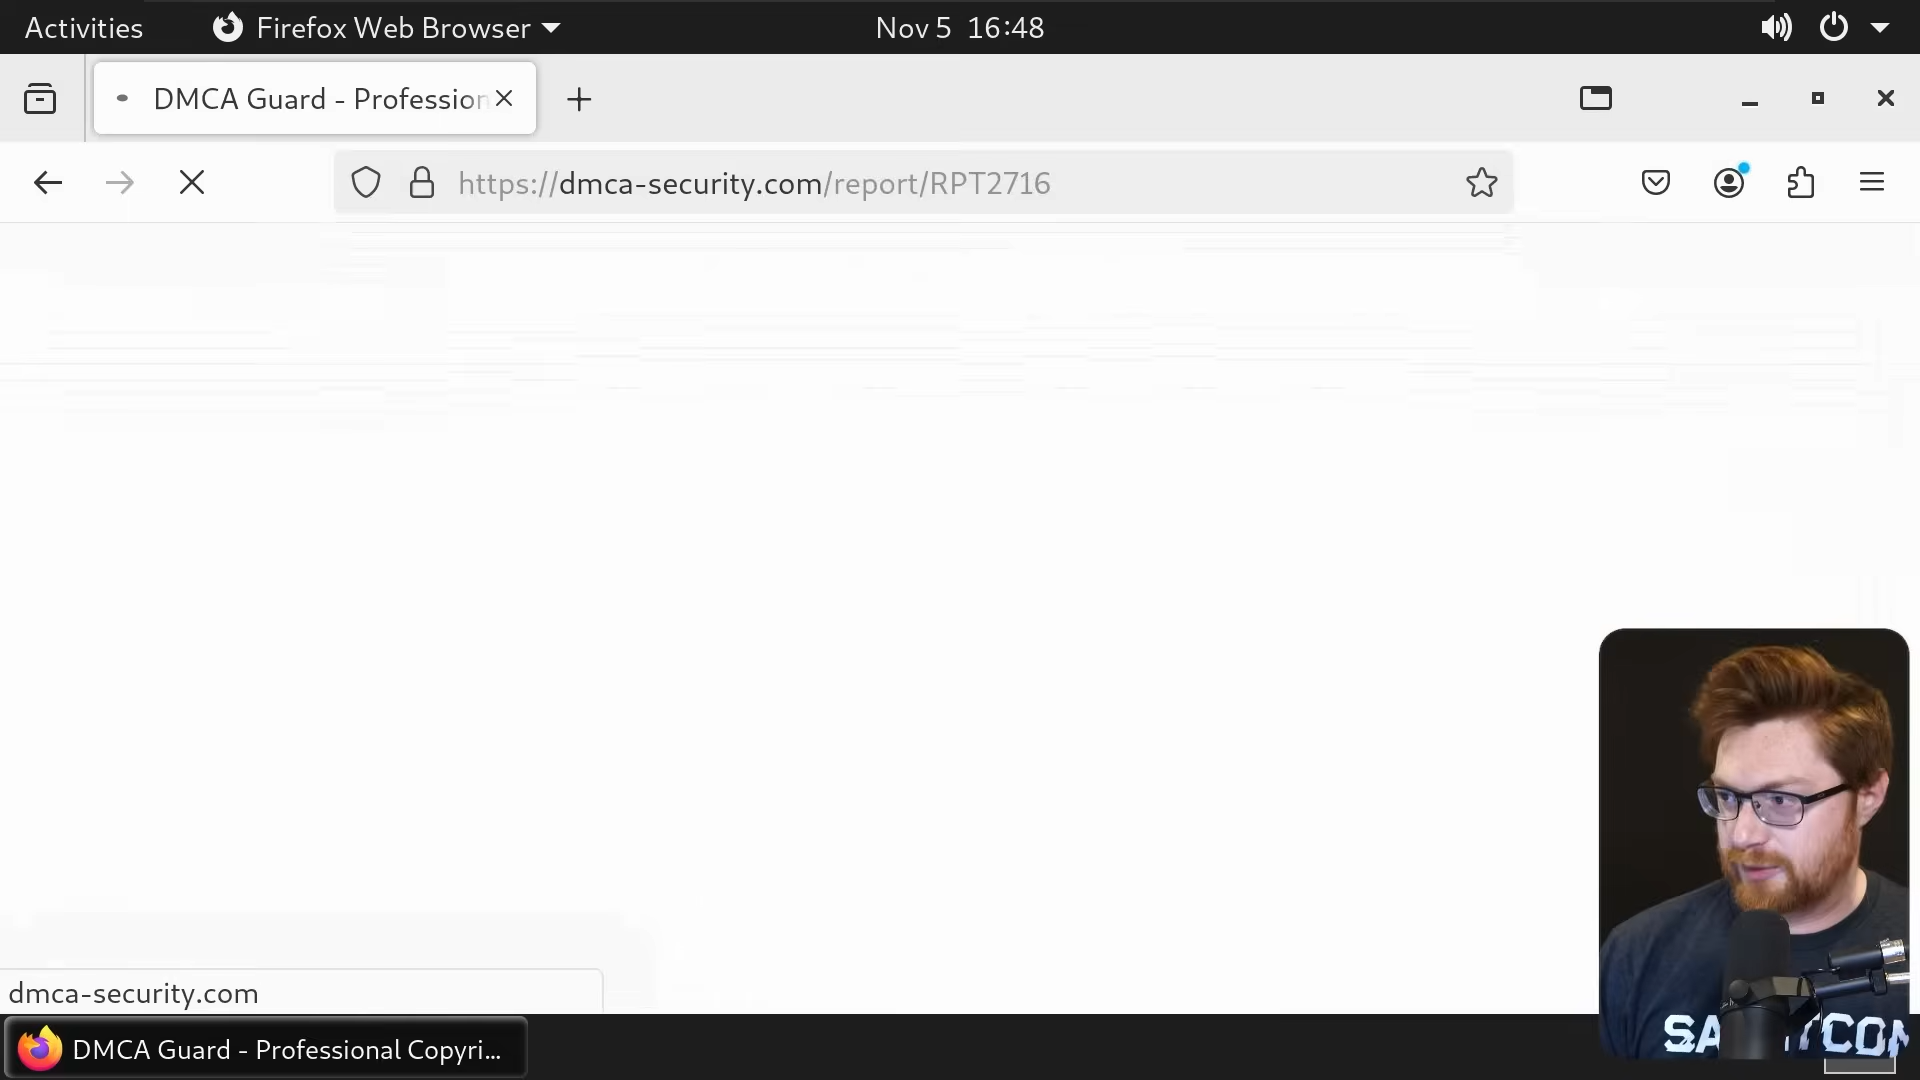 Activities
Firefox Web Browser
Nov 5 16:48
DMCA Guard - Profession
https://dmca-security.com/report/RPT2716
dmca-security.com
DMCA Guard - Professional Copyri...